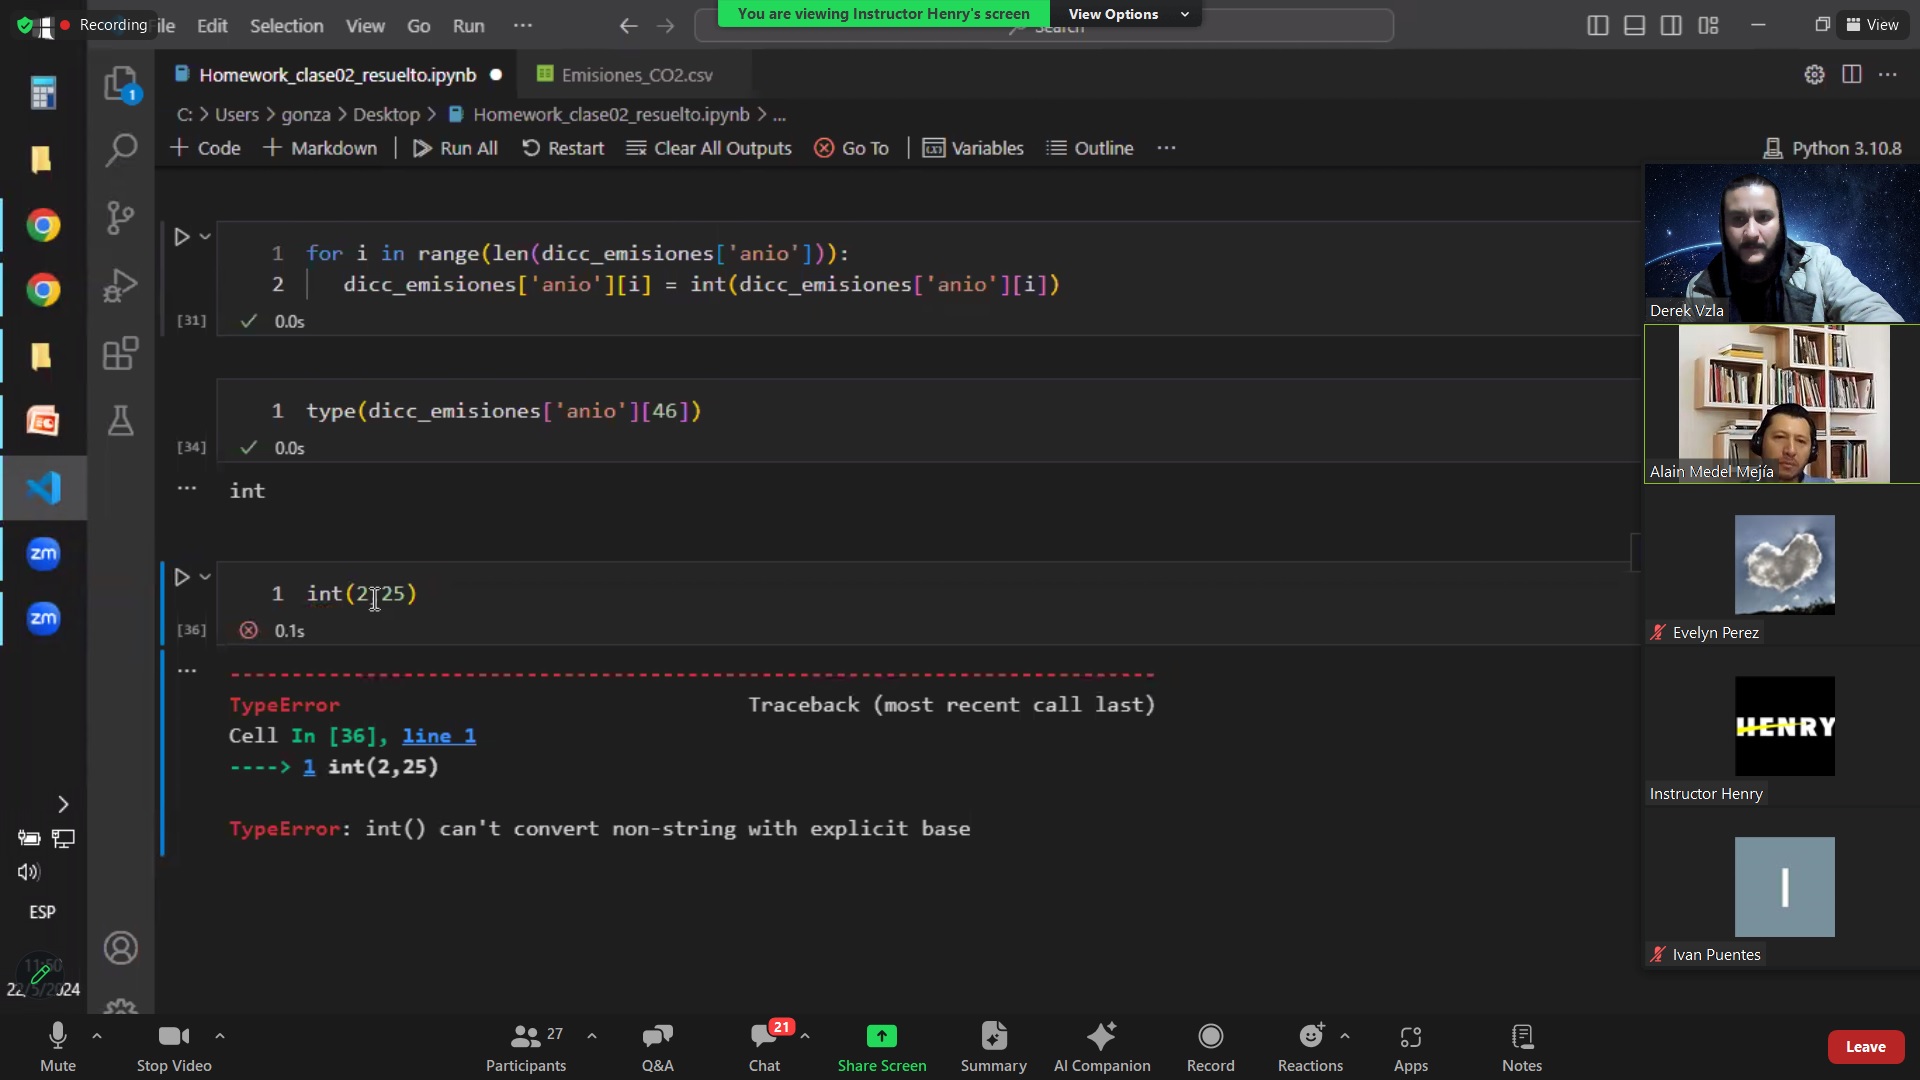 Recording
File Edit Selection View Go Run ...
You are viewing Instructor Henry's screen
View Options
Search
View
Homework_clase02_resuelto.ipynb
Emisiones_CO2.csv
C: > Users > gonza > Desktop > Homework_clase02_resuelto.ipynb > ...
+ Code + Markdown | Run All Restart Clear All Outputs Go To | Variables Outline ...
Python 3.10.8
1
1 for i in range(len(dicc_emisiones['anio'])):
2 dicc_emisiones['anio'][i] = int(dicc_emisiones['anio'][i])
[31] 0.0s
1 type(dicc_emisiones['anio'][46])
[34] 0.0s
int
1 int(2,25)
[36] 0.1s
TypeError Traceback (most recent call last)
Cell In [36], line 1
----> 1 int(2,25)
TypeError: int() can't convert non-string with explicit base
Derek Vzla
Alain Medel Mejía
Evelyn Perez
HENRY
Instructor Henry
I
Ivan Puentes
zm
zm
ESP
11:50
22/5/2024
Mute
Stop Video
Participants 27
Q&A
Chat 21
Share Screen
Summary
AI Companion
Record
Reactions
Apps
Notes
Leave